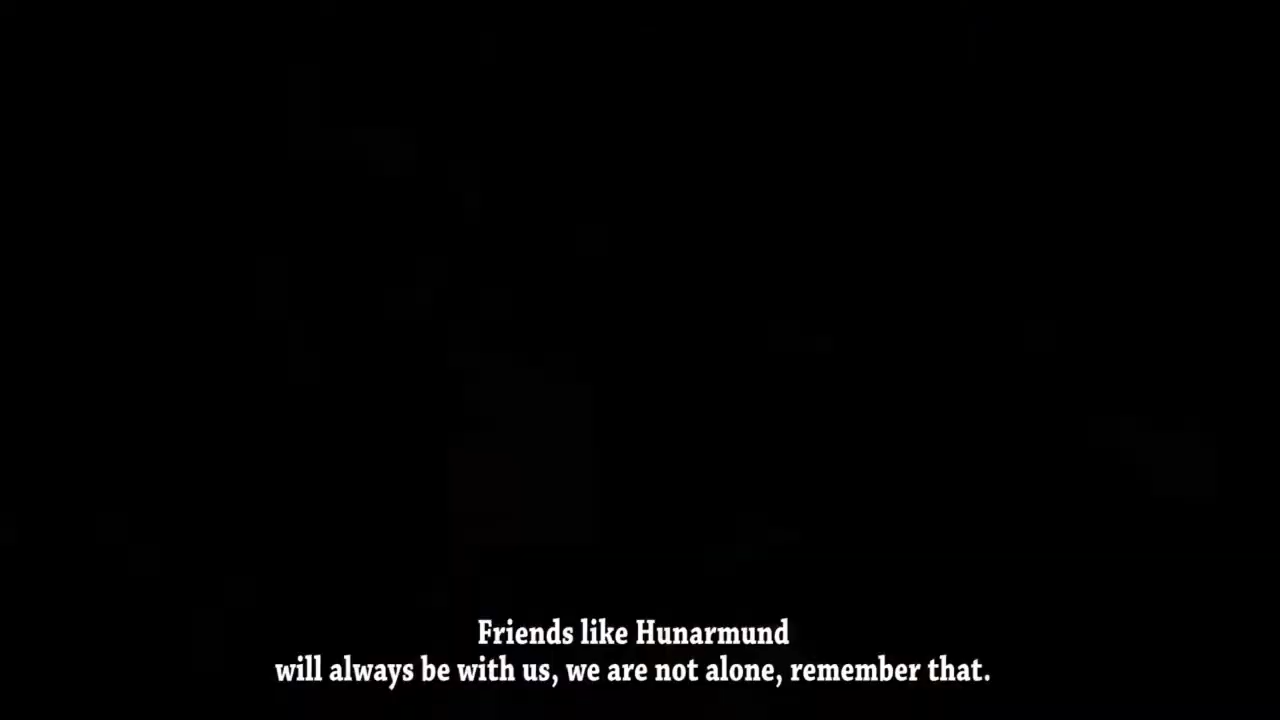 Friends like Hunarmund
will always be with us, we are not alone, remember that.